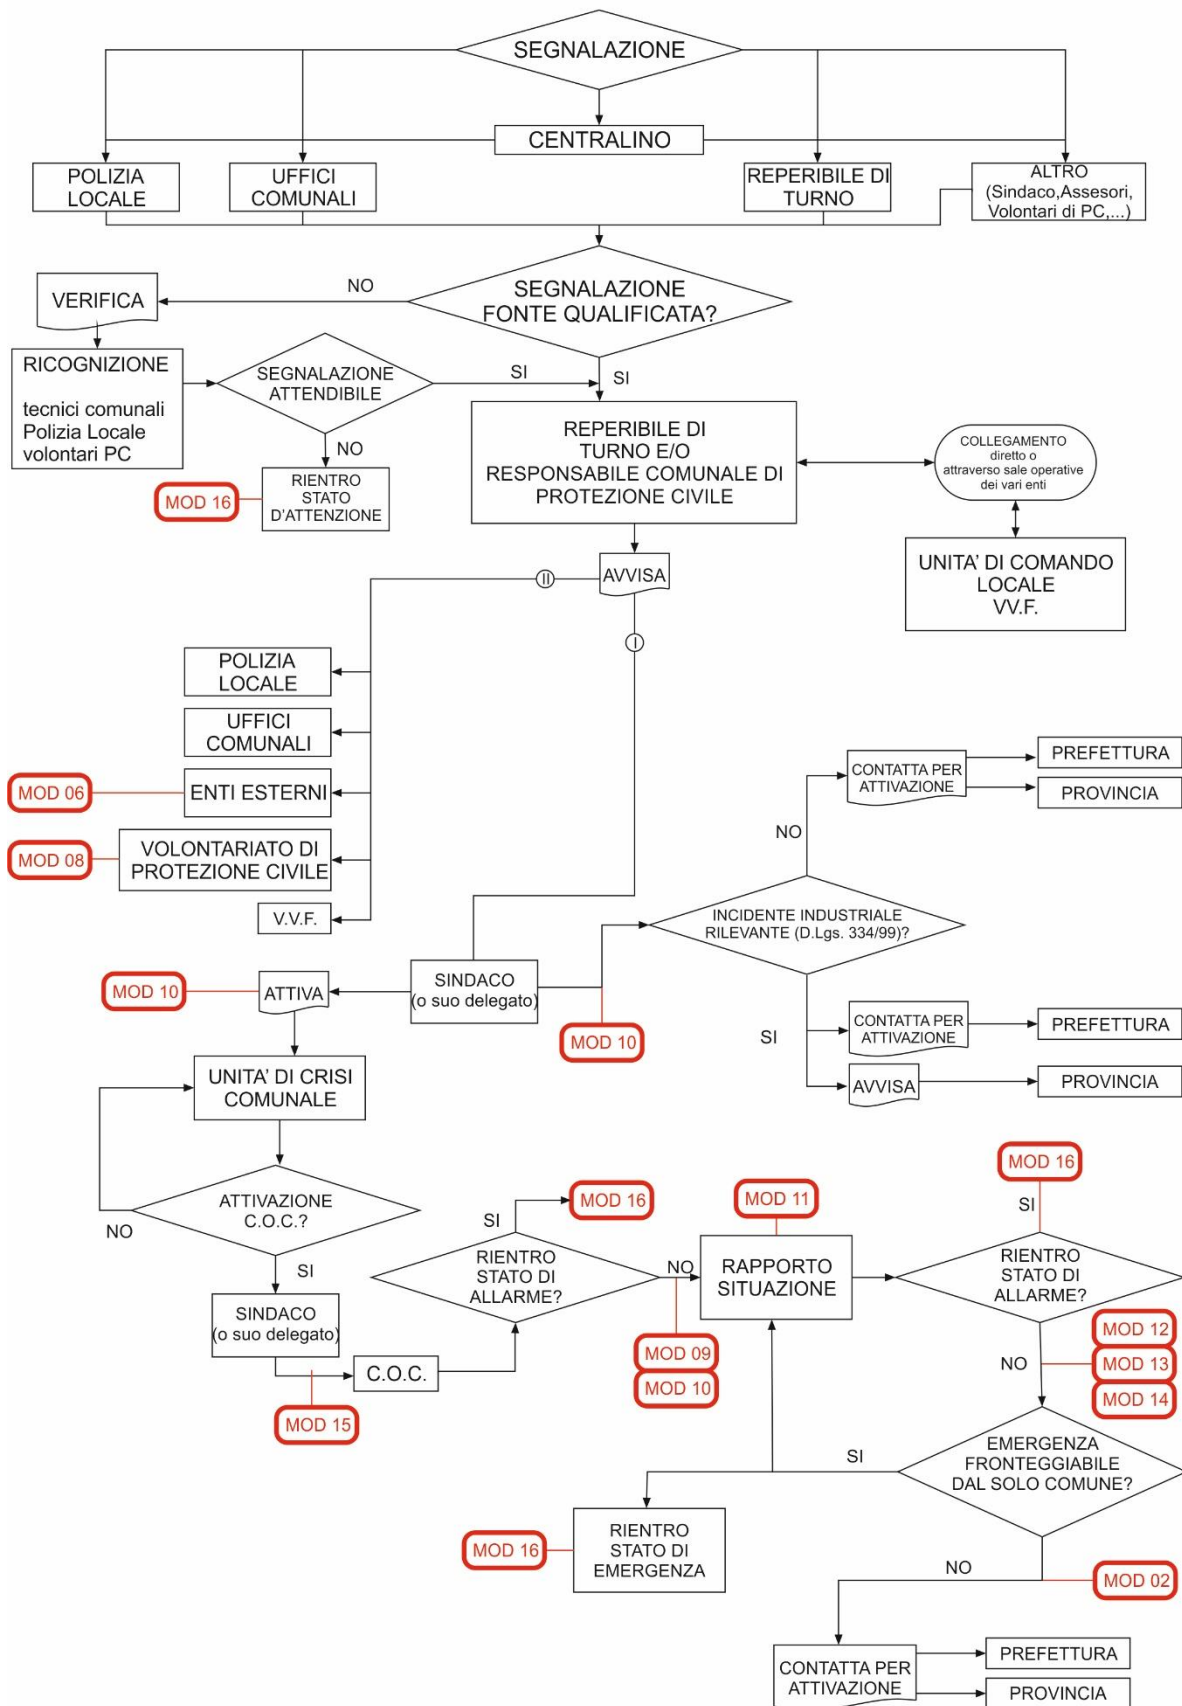 SEGNALAZIONE
CENTRALINO
POLIZIA
LOCALE
UFFICI
COMUNALI
REPERIBILE DI
TURNO
ALTRO
(Sindaco,Assesori,
Volontari di PC,...)
SEGNALAZIONE
FONTE QUALIFICATA?
NO
VERIFICA
SI
RICOGNIZIONE
tecnici comunali
Polizia Locale
volontari PC
SEGNALAZIONE
ATTENDIBILE
SI
NO
RIENTRO
STATO
D'ATTENZIONE
MOD 16
REPERIBILE DI
TURNO E/O
RESPONSABILE COMUNALE DI
PROTEZIONE CIVILE
COLLEGAMENTO
diretto o
attraverso sale operative
dei vari enti
UNITA' DI COMANDO
LOCALE
VV.F.
AVVISA
II
I
POLIZIA
LOCALE
UFFICI
COMUNALI
MOD 06
ENTI ESTERNI
MOD 08
VOLONTARIATO DI
PROTEZIONE CIVILE
V.V.F.
CONTATTA PER
ATTIVAZIONE
PREFETTURA
PROVINCIA
NO
INCIDENTE INDUSTRIALE
RILEVANTE (D.Lgs. 334/99)?
MOD 10
ATTIVA
SINDACO
(o suo delegato)
MOD 10
SI
CONTATTA PER
ATTIVAZIONE
PREFETTURA
AVVISA
PROVINCIA
UNITA' DI CRISI
COMUNALE
ATTIVAZIONE
C.O.C.?
NO
SI
SINDACO
(o suo delegato)
MOD 15
C.O.C.
RIENTRO
STATO DI
ALLARME?
SI
MOD 16
NO
MOD 09
MOD 10
MOD 11
RAPPORTO
SITUAZIONE
MOD 16
SI
RIENTRO
STATO DI
ALLARME?
NO
MOD 12
MOD 13
MOD 14
EMERGENZA
FRONTEGGIABILE
DAL SOLO COMUNE?
SI
RIENTRO
STATO DI
EMERGENZA
MOD 16
NO
MOD 02
CONTATTA PER
ATTIVAZIONE
PREFETTURA
PROVINCIA